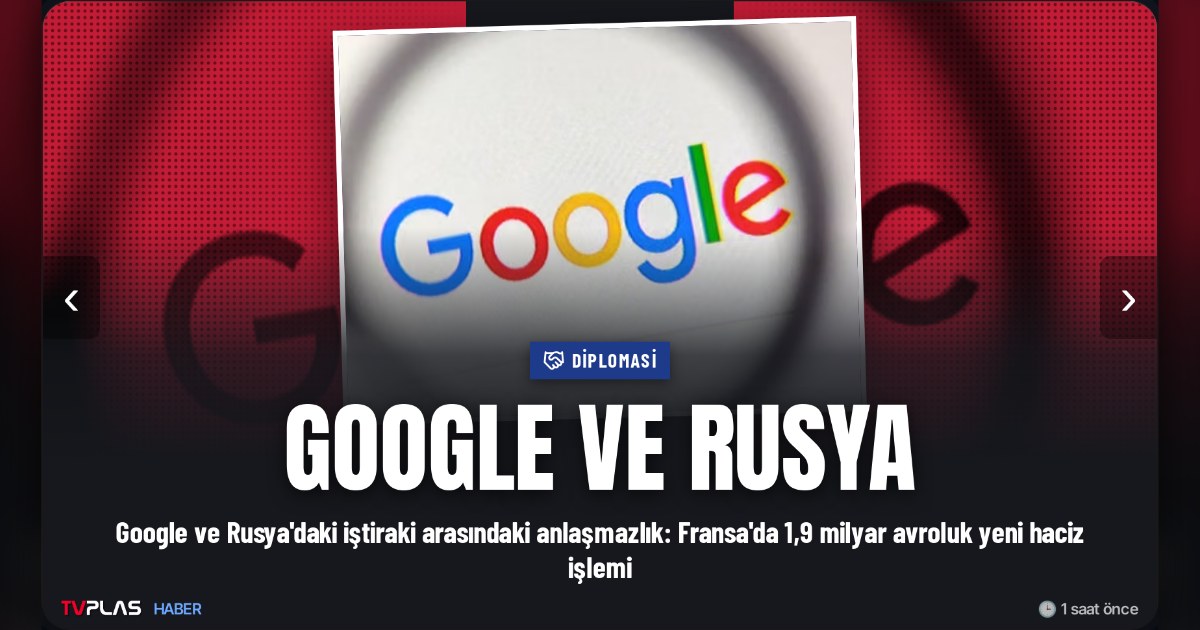 Google
DİPLOMASİ
GOOGLE VE RUSYA
Google ve Rusya'daki iştiraki arasındaki anlaşmazlık: Fransa'da 1,9 milyar avroluk yeni haciz
işlemi
TVPLAS HABER
1 saat önce